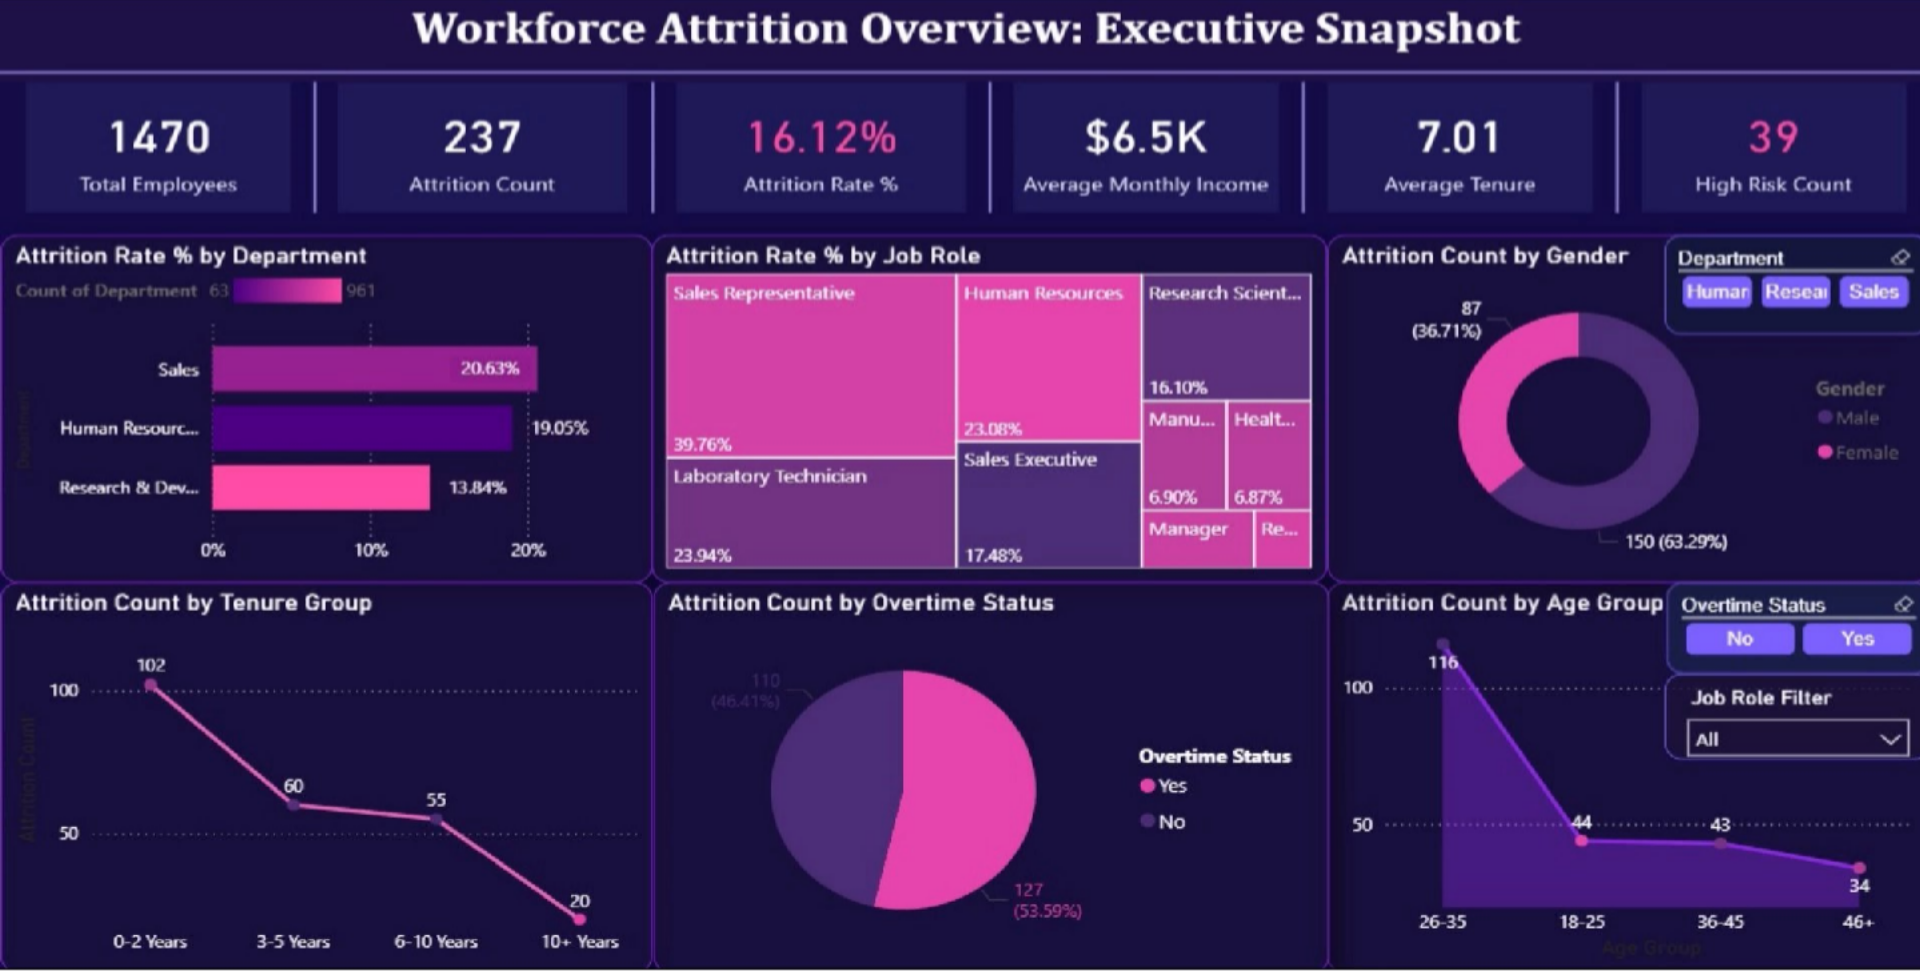 Workforce Attrition Overview: Executive Snapshot
1470
Total Employees
237
Attrition Count
16.12%
Attrition Rate %
$6.5K
Average Monthly Income
7.01
Average Tenure
39
High Risk Count
Attrition Rate % by Department
Count of Department 63 961
Department
Sales
20.63%
Human Resourc...
19.05%
Research & Dev...
13.84%
0% 10% 20%
Attrition Rate % by Job Role
Sales Representative
39.76%
Laboratory Technician
23.94%
Human Resources
23.08%
Sales Executive
17.48%
Research Scient...
16.10%
Manu...
6.90%
Healt...
6.87%
Manager
Re...
Attrition Count by Gender
87
(36.71%)
150 (63.29%)
Gender
Male
Female
Department
Human
Resear
Sales
Attrition Count by Tenure Group
Attrition Count
100
50
102
60
55
20
0-2 Years 3-5 Years 6-10 Years 10+ Years
Attrition Count by Overtime Status
110
(46.41%)
127
(53.59%)
Overtime Status
Yes
No
Attrition Count by Age Group
100
50
116
44
43
34
26-35 18-25 36-45 46+
Age Group
Overtime Status
No Yes
Job Role Filter
All